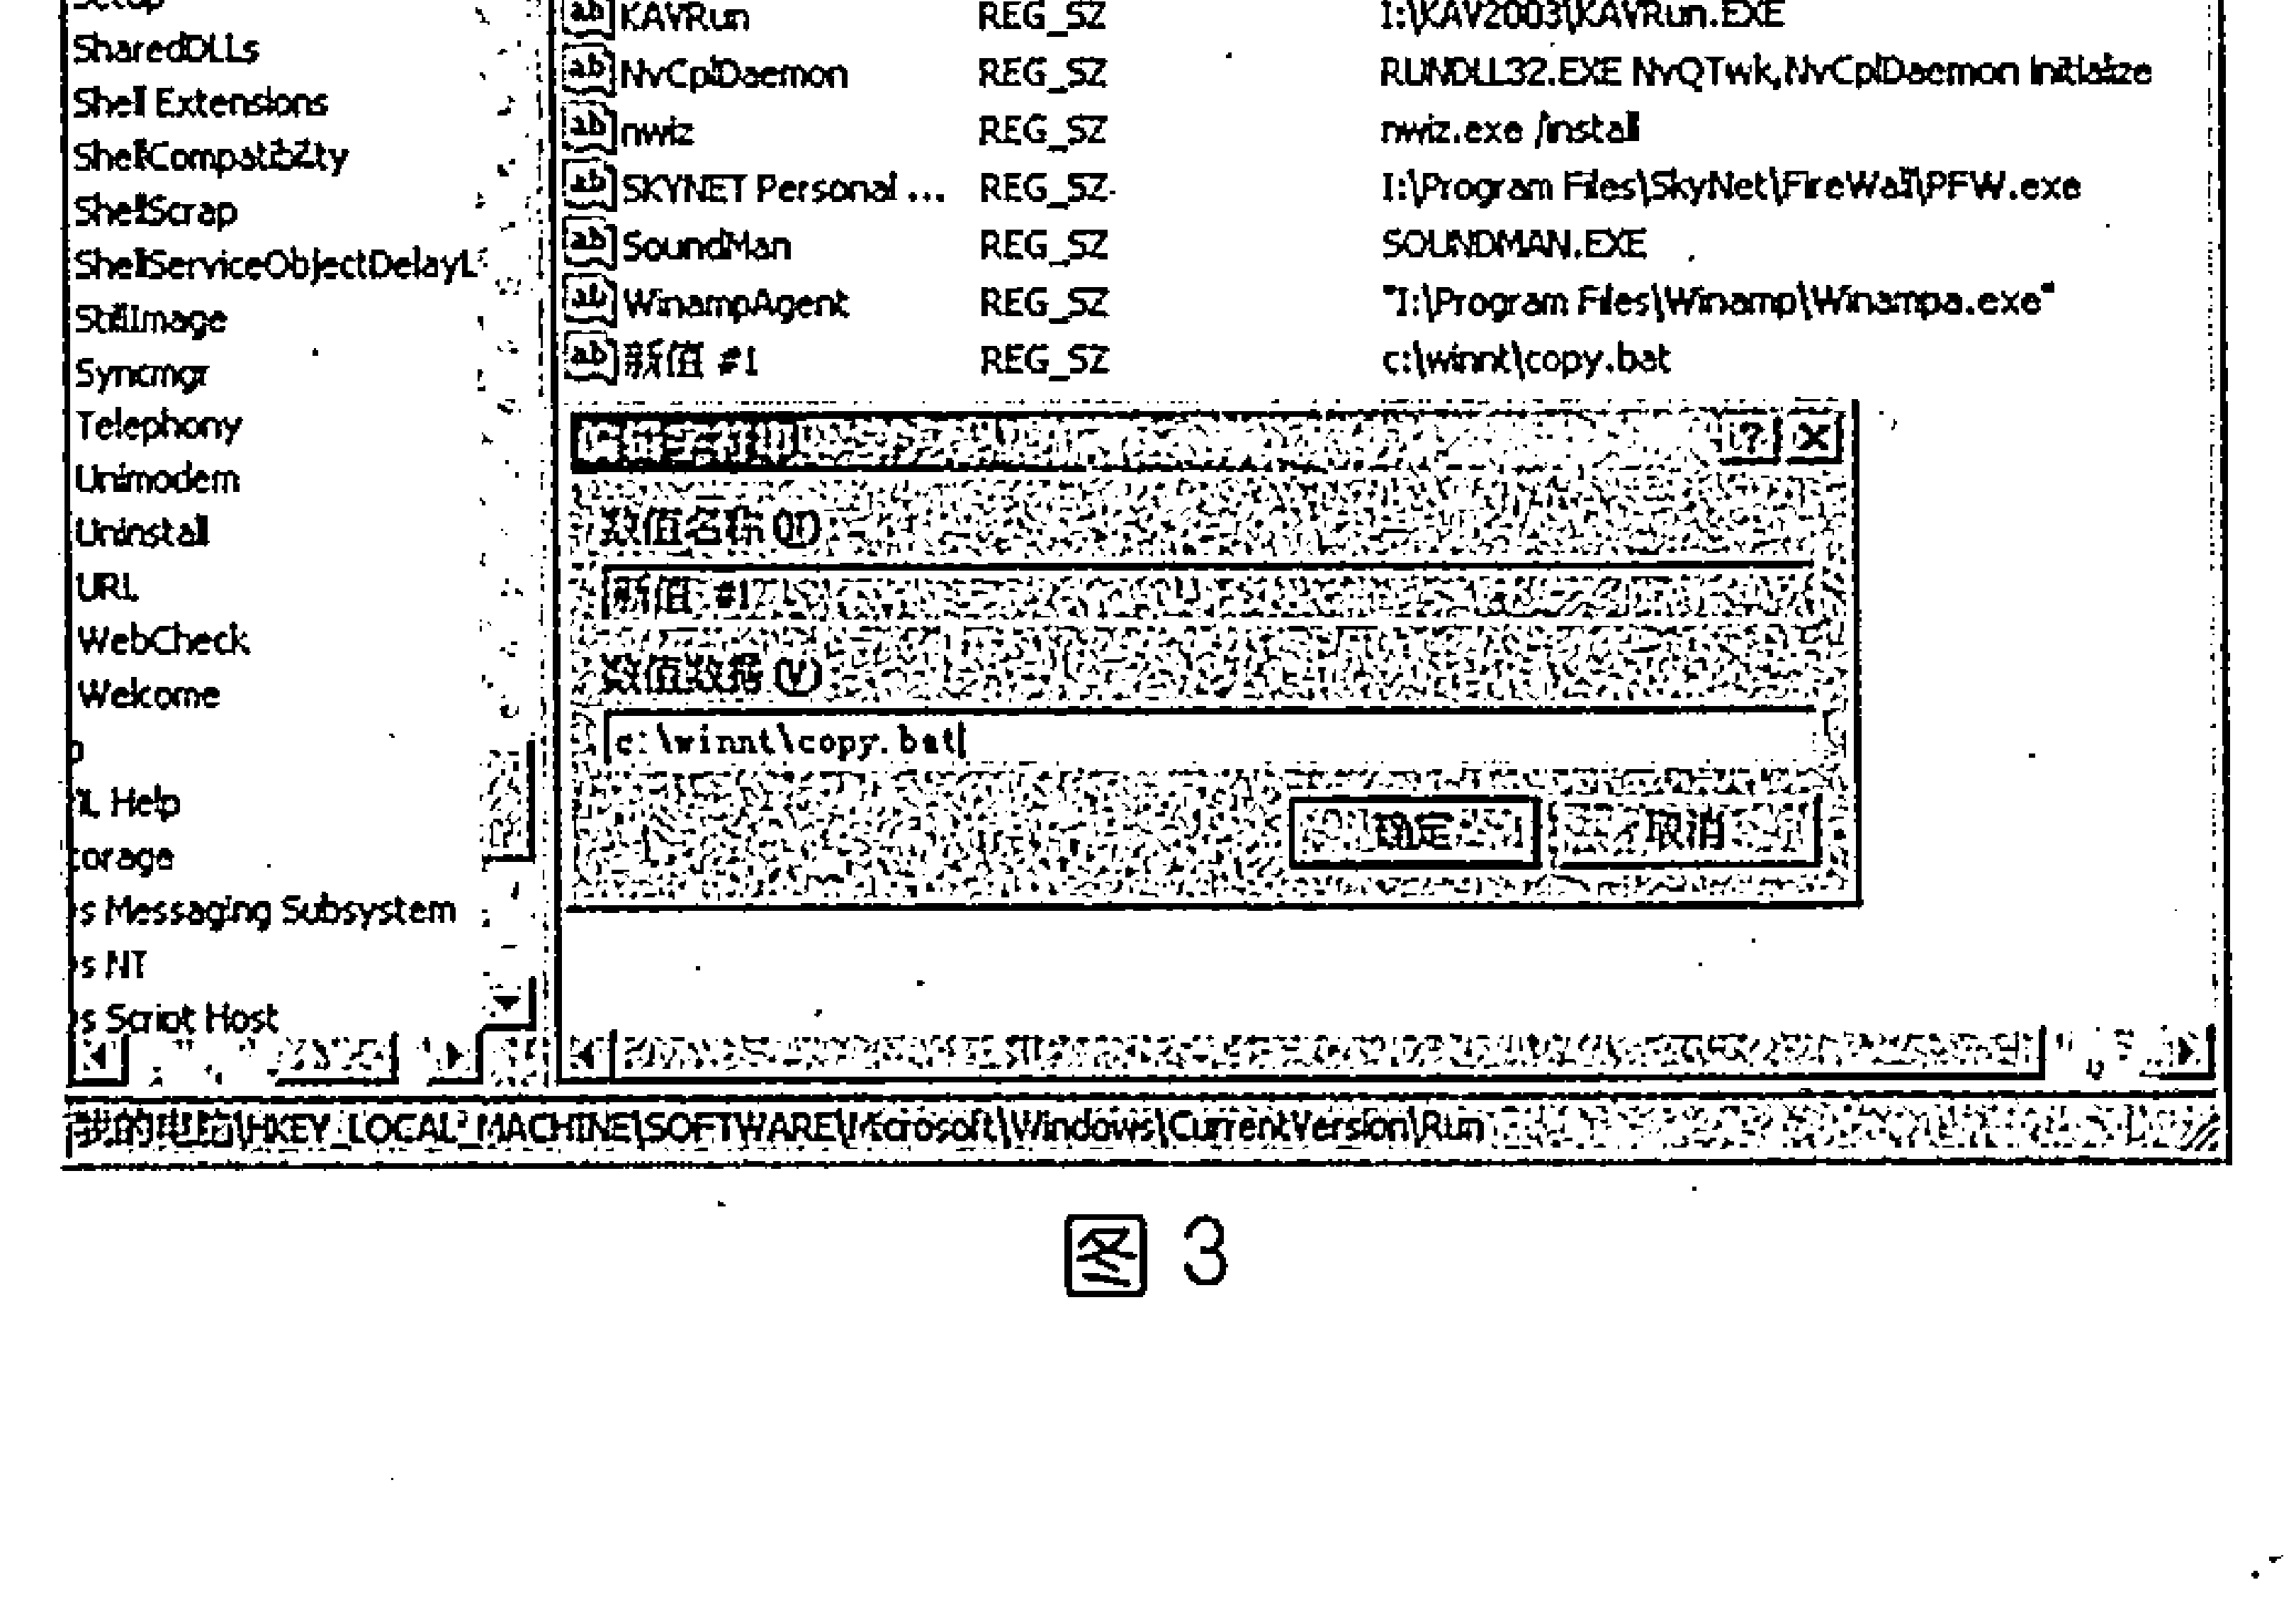 SharedDLLs
Shell Extensions
ShellCompatibility
ShellScrap
ShellServiceObjectDelayL
StillImage
Syncmgr
Telephony
Unimodem
Uninstall
URL
WebCheck
Welcome
p
L Help
torage
s Messaging Subsystem
s NT
s Script Host
KAVRun REG_SZ I:\KAV2003\KAVRun.EXE
NvCplDaemon REG_SZ RUNDLL32.EXE NvQTwk,NvCplDaemon initialize
nwiz REG_SZ nwiz.exe /install
SKYNET Personal ... REG_SZ I:\Program Files\SkyNet\FireWall\PFW.exe
SoundMan REG_SZ SOUNDMAN.EXE
WinampAgent REG_SZ "I:\Program Files\Winamp\Winampa.exe"
新值 #1 REG_SZ c:\winnt\copy.bat
数值名称(N)
新值 #1
数值数据(V)
c:\winnt\copy.bat
确定 取消
我的电脑\HKEY_LOCAL_MACHINE\SOFTWARE\Microsoft\Windows\CurrentVersion\Run
图 3